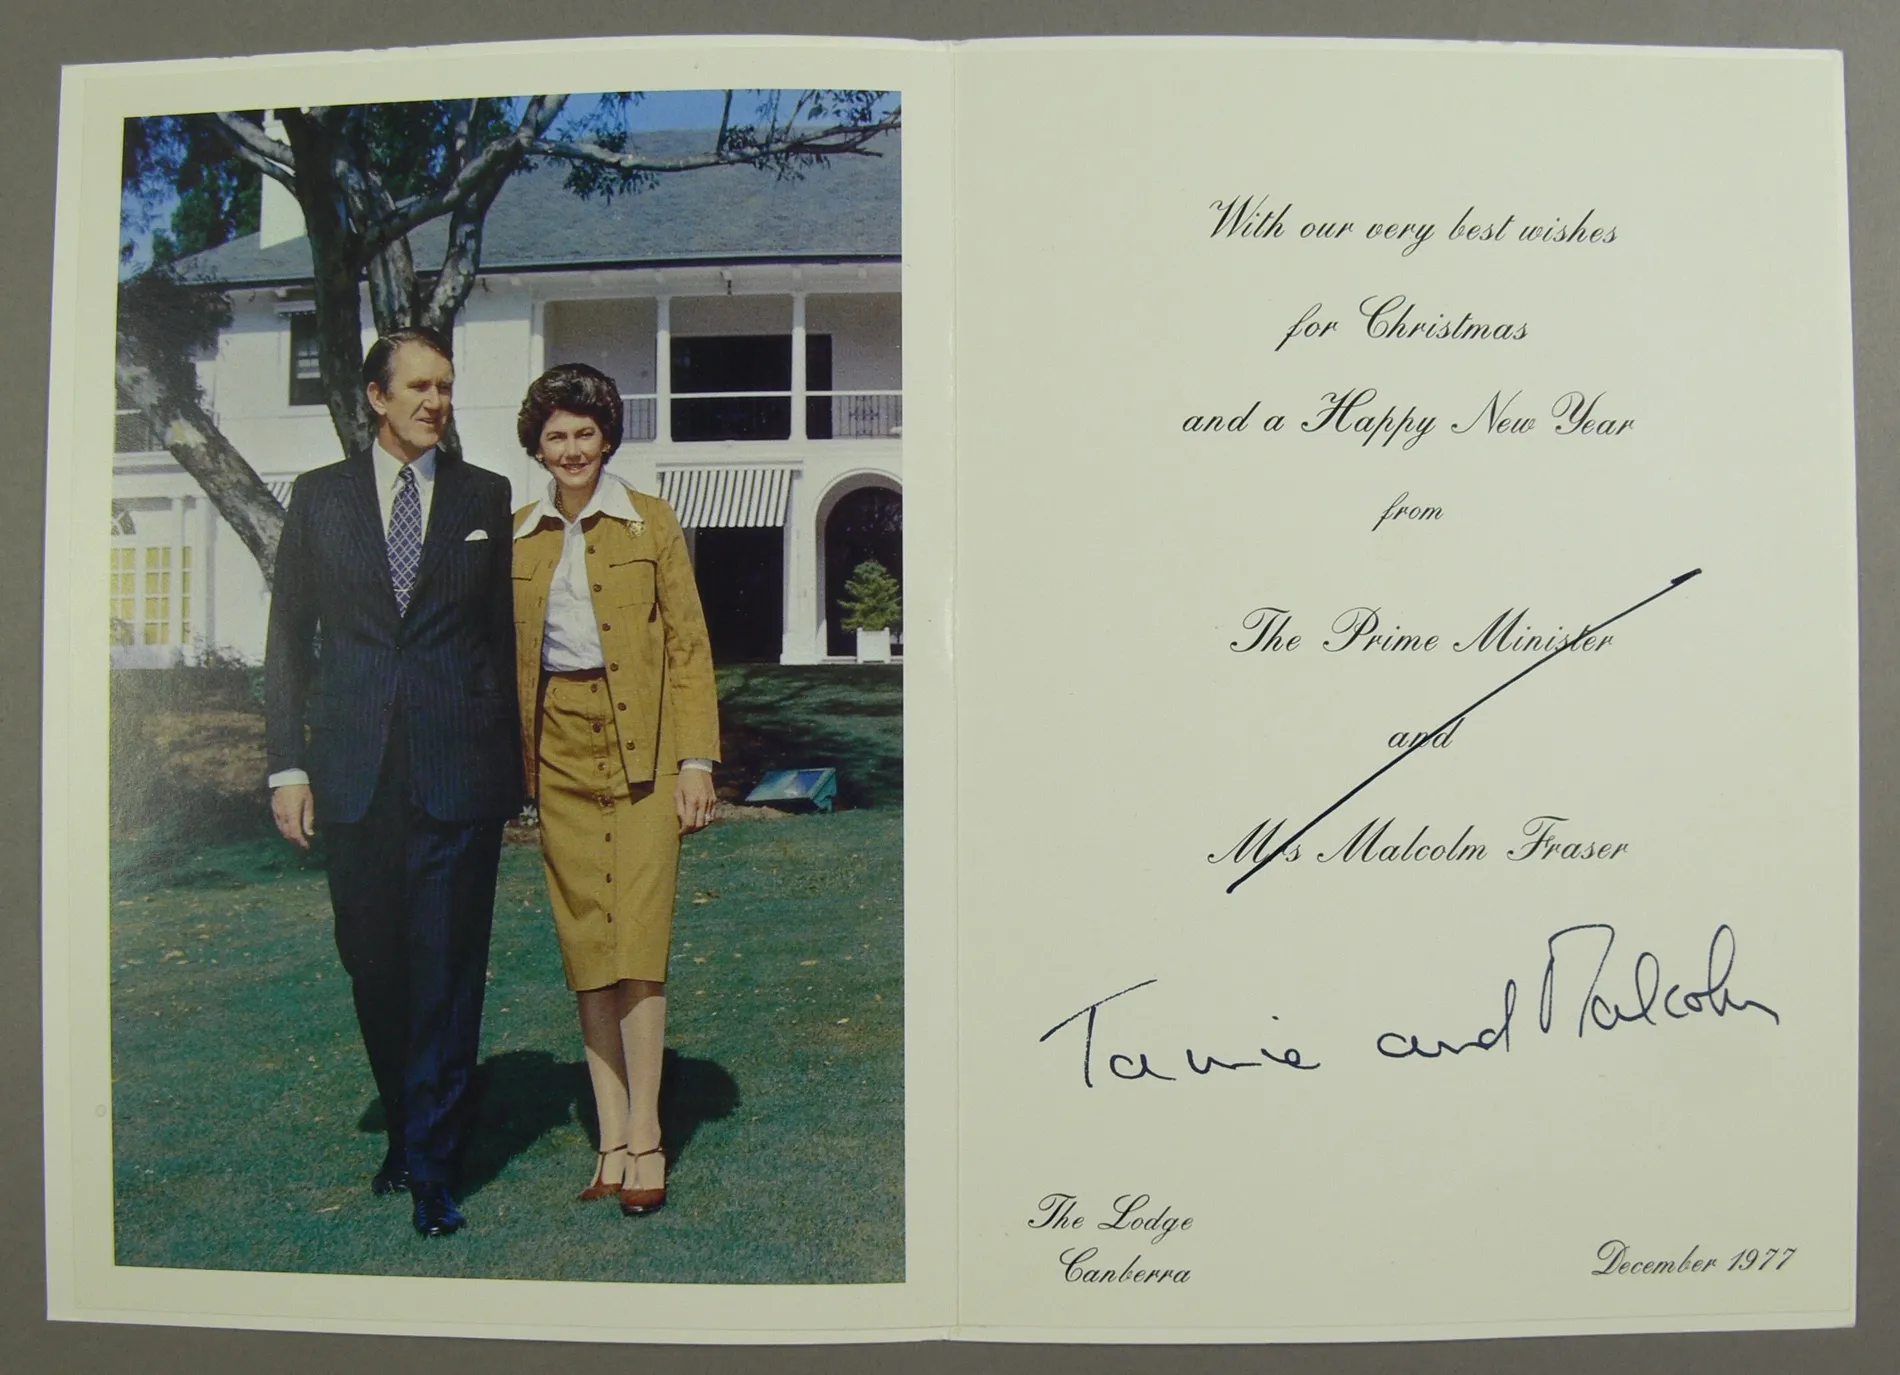 With our very best wishes
for Christmas
and a Happy New Year
from
The Prime Minister
and
Mrs Malcolm Fraser
Tamie and Malcolm
The Lodge
Canberra
December 1977